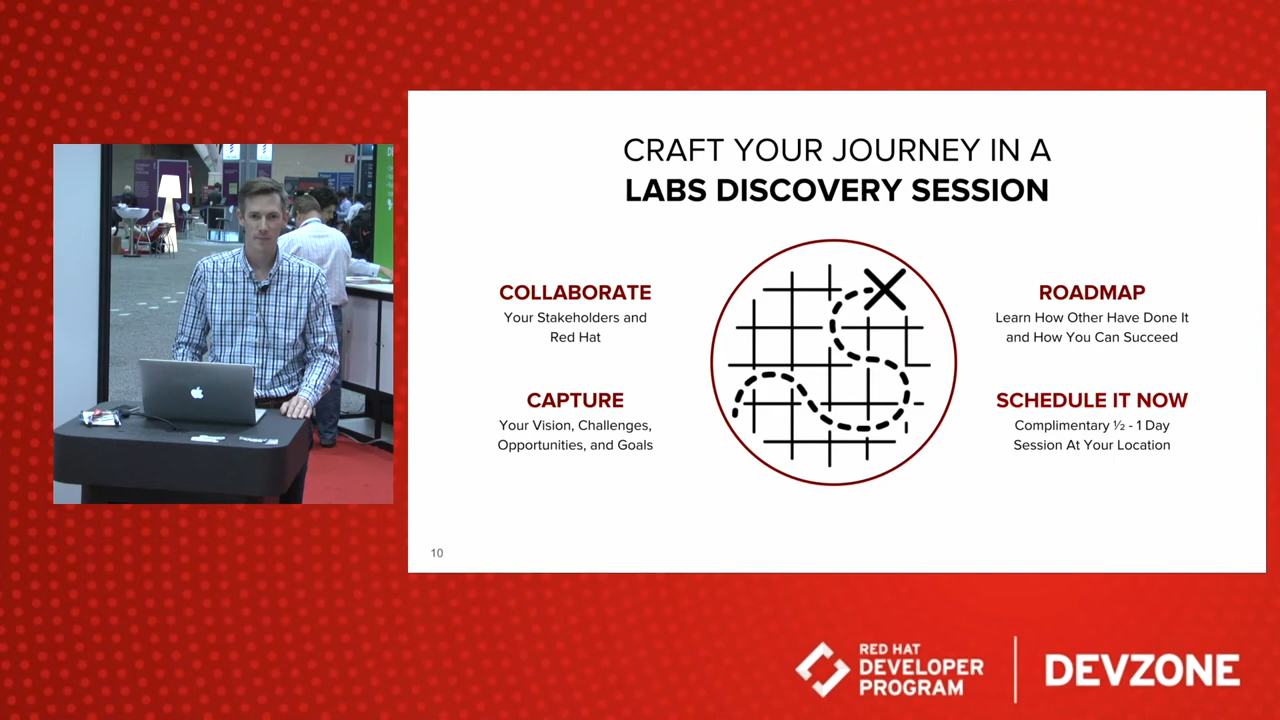 CRAFT YOUR JOURNEY IN A
LABS DISCOVERY SESSION
COLLABORATE
Your Stakeholders and
Red Hat
CAPTURE
Your Vision, Challenges,
Opportunities, and Goals
ROADMAP
Learn How Other Have Done It
and How You Can Succeed
SCHEDULE IT NOW
Complimentary ½ - 1 Day
Session At Your Location
10
RED HAT
DEVELOPER
PROGRAM
DEVZONE